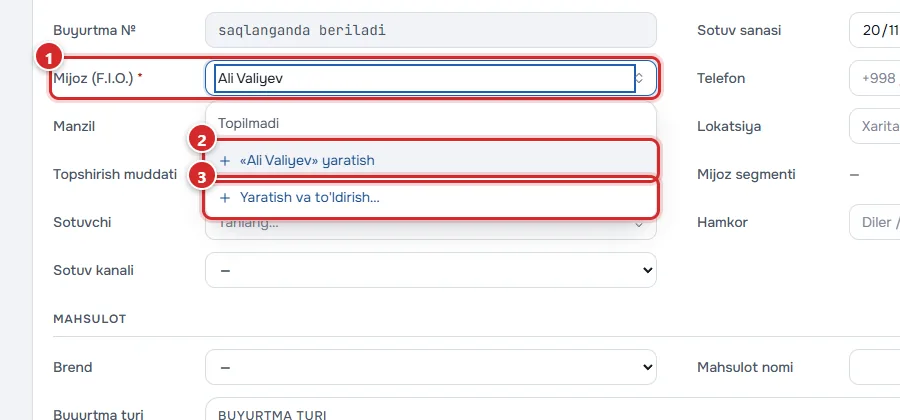 Buyurtma № saqlanganda beriladi Sotuv sanasi 20/11
1
Mijoz (F.I.O.) * Ali Valiyev Telefon +998
Manzil Topilmadi Lokatsiya Xarita
2
+ «Ali Valiyev» yaratish
Topshirish muddati 3 Mijoz segmenti —
+ Yaratish va to'ldirish...
Sotuvchi Tanlang... Hamkor Diler /
Sotuv kanali —
MAHSULOT
Brend — Mahsulot nomi
Buyurtma turi BUYURTMA TURI